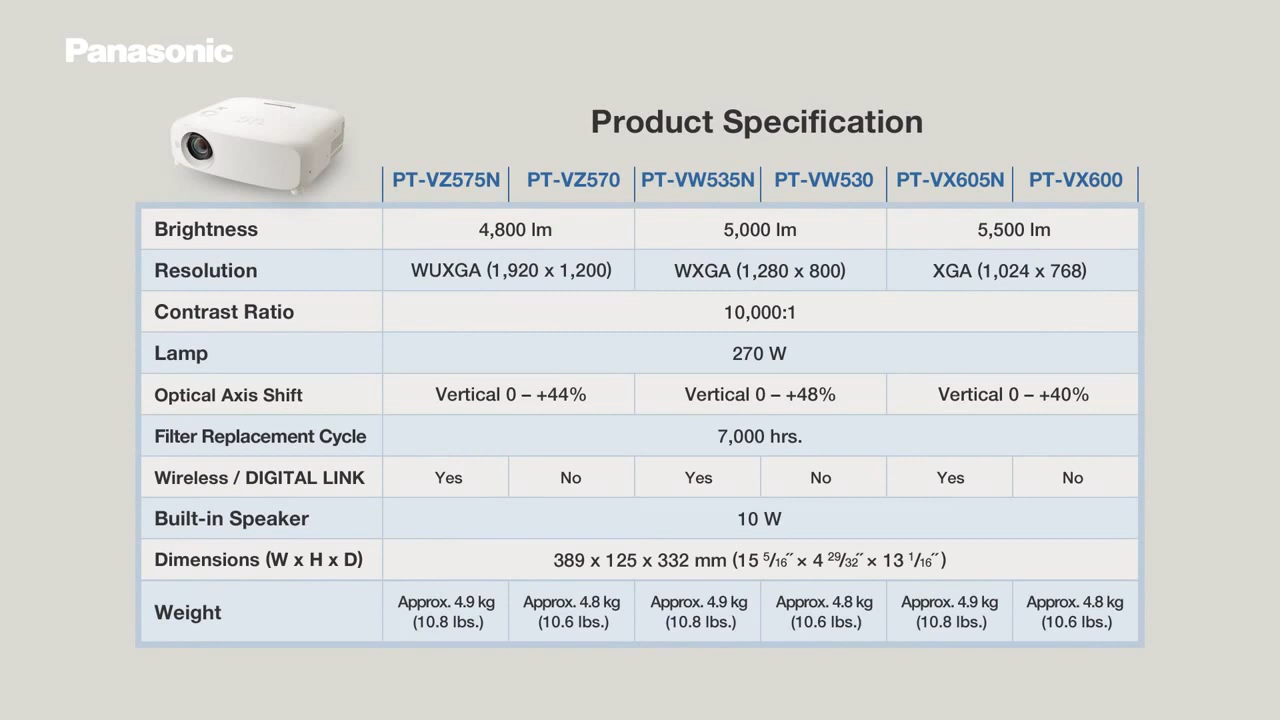 Panasonic
Product Specification
PT-VZ575N PT-VZ570 PT-VW535N PT-VW530 PT-VX605N PT-VX600
Brightness 4,800 lm 5,000 lm 5,500 lm
Resolution WUXGA (1,920 x 1,200) WXGA (1,280 x 800) XGA (1,024 x 768)
Contrast Ratio 10,000:1
Lamp 270 W
Optical Axis Shift Vertical 0 – +44% Vertical 0 – +48% Vertical 0 – +40%
Filter Replacement Cycle 7,000 hrs.
Wireless / DIGITAL LINK Yes No Yes No Yes No
Built-in Speaker 10 W
Dimensions (W x H x D) 389 x 125 x 332 mm (15 5/16˝ × 4 29/32˝ × 13 1/16˝)
Weight Approx. 4.9 kg Approx. 4.8 kg Approx. 4.9 kg Approx. 4.8 kg Approx. 4.9 kg Approx. 4.8 kg
(10.8 lbs.) (10.6 lbs.) (10.8 lbs.) (10.6 lbs.) (10.8 lbs.) (10.6 lbs.)